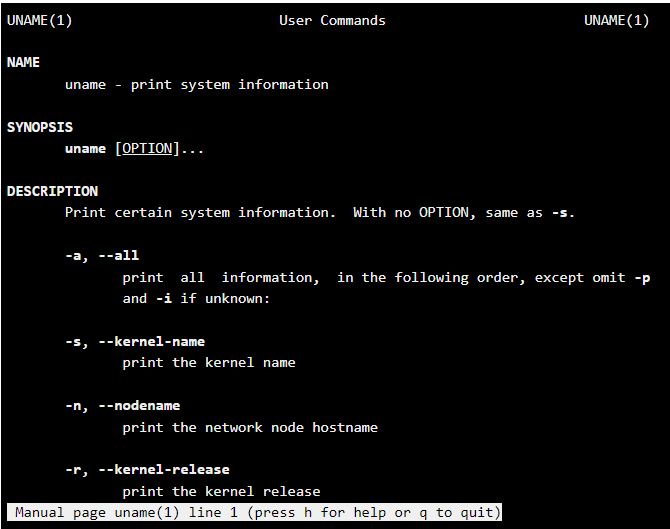 UNAME(1) User Commands UNAME(1)
NAME
uname - print system information
SYNOPSIS
uname [OPTION]...
DESCRIPTION
Print certain system information.  With no OPTION, same as -s.
-a, --all
print  all  information,  in the following order, except omit -p
and -i if unknown:
-s, --kernel-name
print the kernel name
-n, --nodename
print the network node hostname
-r, --kernel-release
print the kernel release
Manual page uname(1) line 1 (press h for help or q to quit)